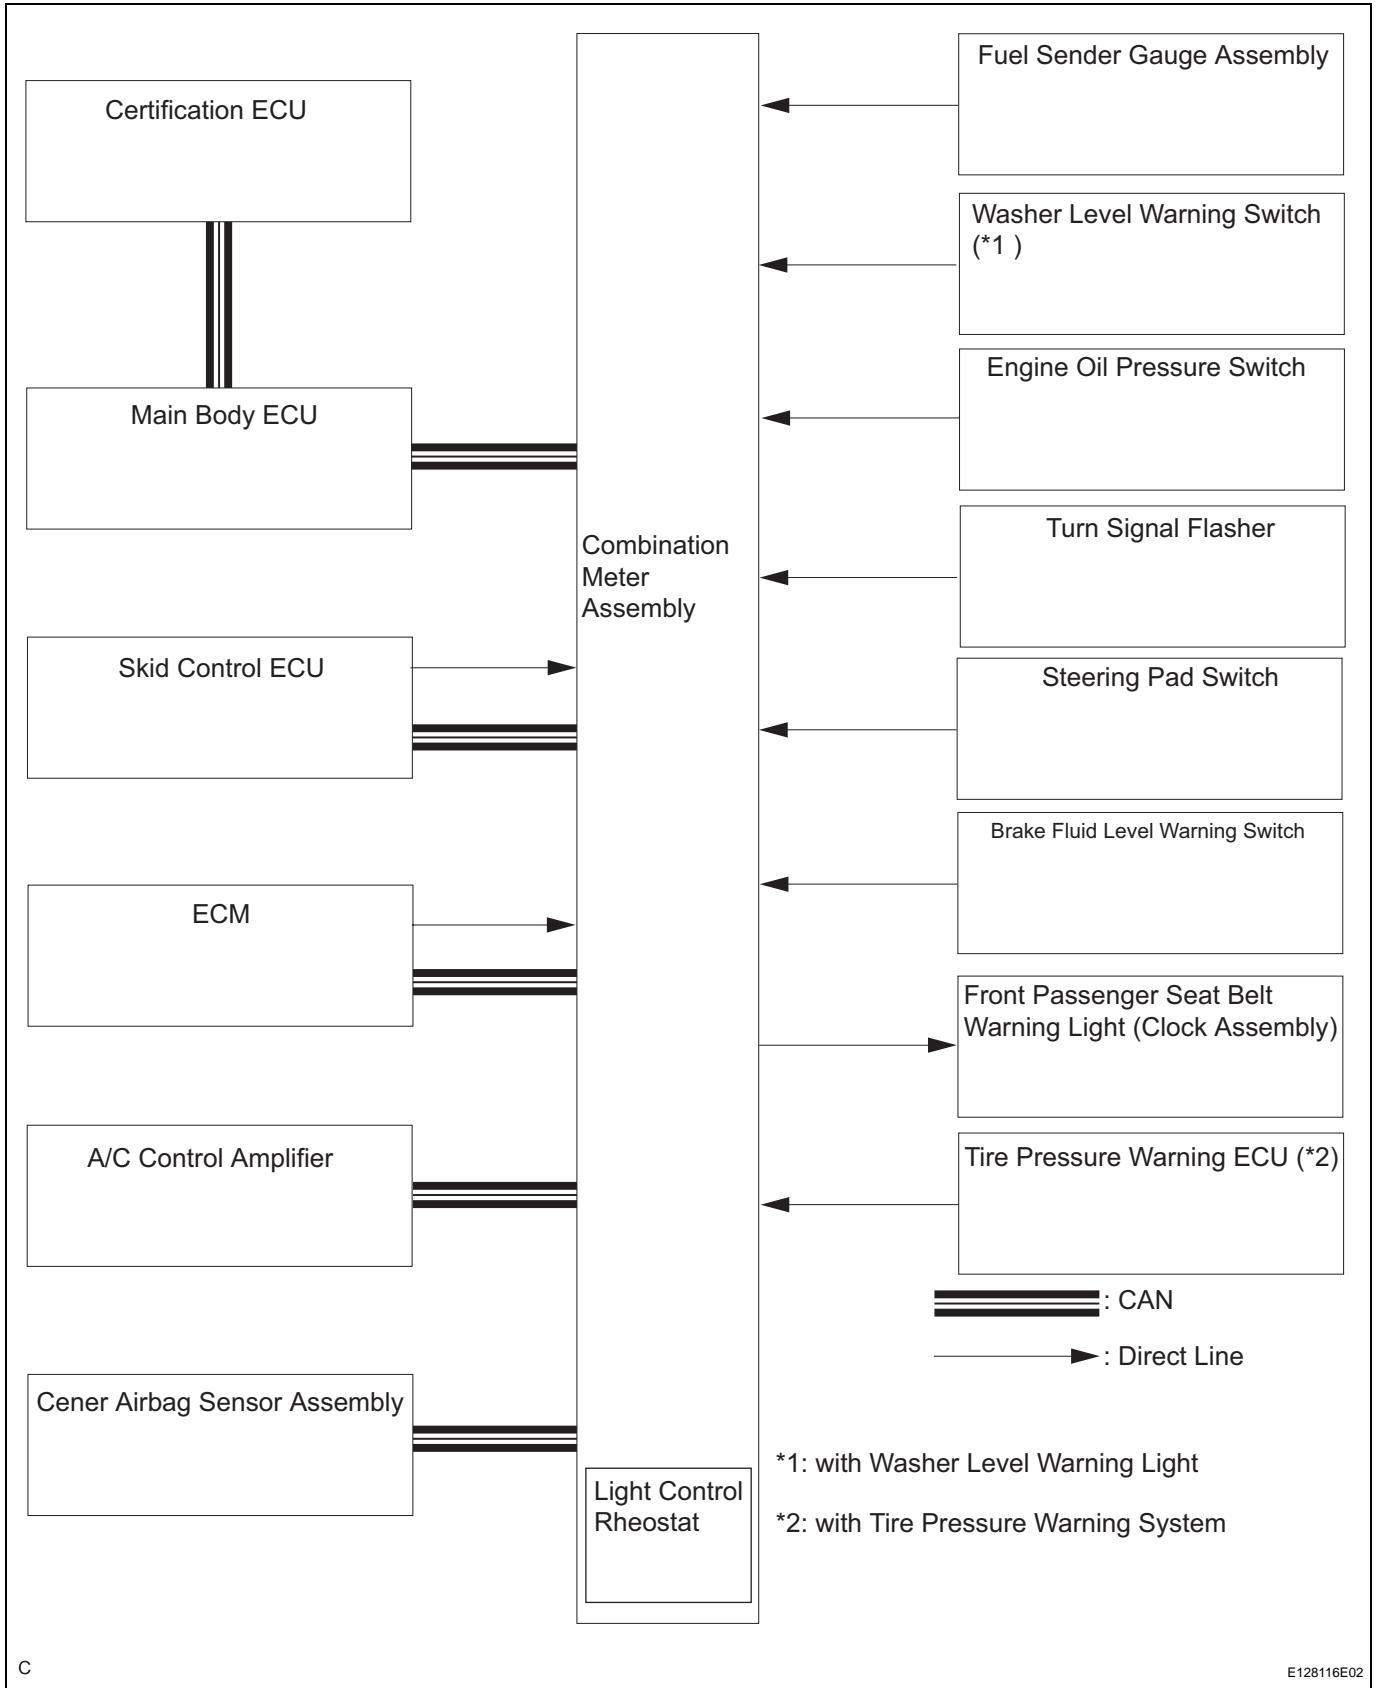 Certification ECU
Main Body ECU
Skid Control ECU
ECM
A/C Control Amplifier
Cener Airbag Sensor Assembly
Combination
Meter
Assembly
Light Control
Rheostat
Fuel Sender Gauge Assembly
Washer Level Warning Switch
(*1 )
Engine Oil Pressure Switch
Turn Signal Flasher
Steering Pad Switch
Brake Fluid Level Warning Switch
Front Passenger Seat Belt
Warning Light (Clock Assembly)
Tire Pressure Warning ECU (*2)
: CAN
: Direct Line
*1: with Washer Level Warning Light
*2: with Tire Pressure Warning System
C
E128116E02